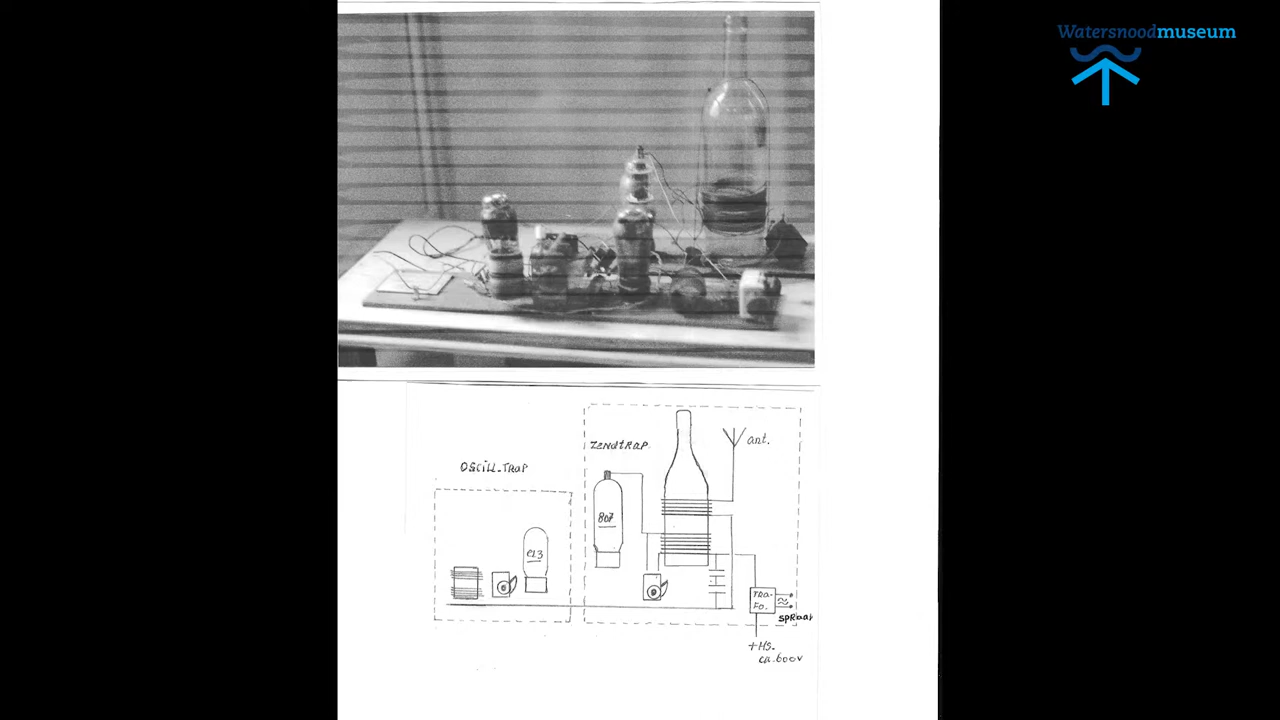 Watersnoodmuseum
ZENDTRAP.
ant.
OSCILL.TRAP
807
EL3
TRA-
FO.
SPRAAK
+HS.
ca. 600V